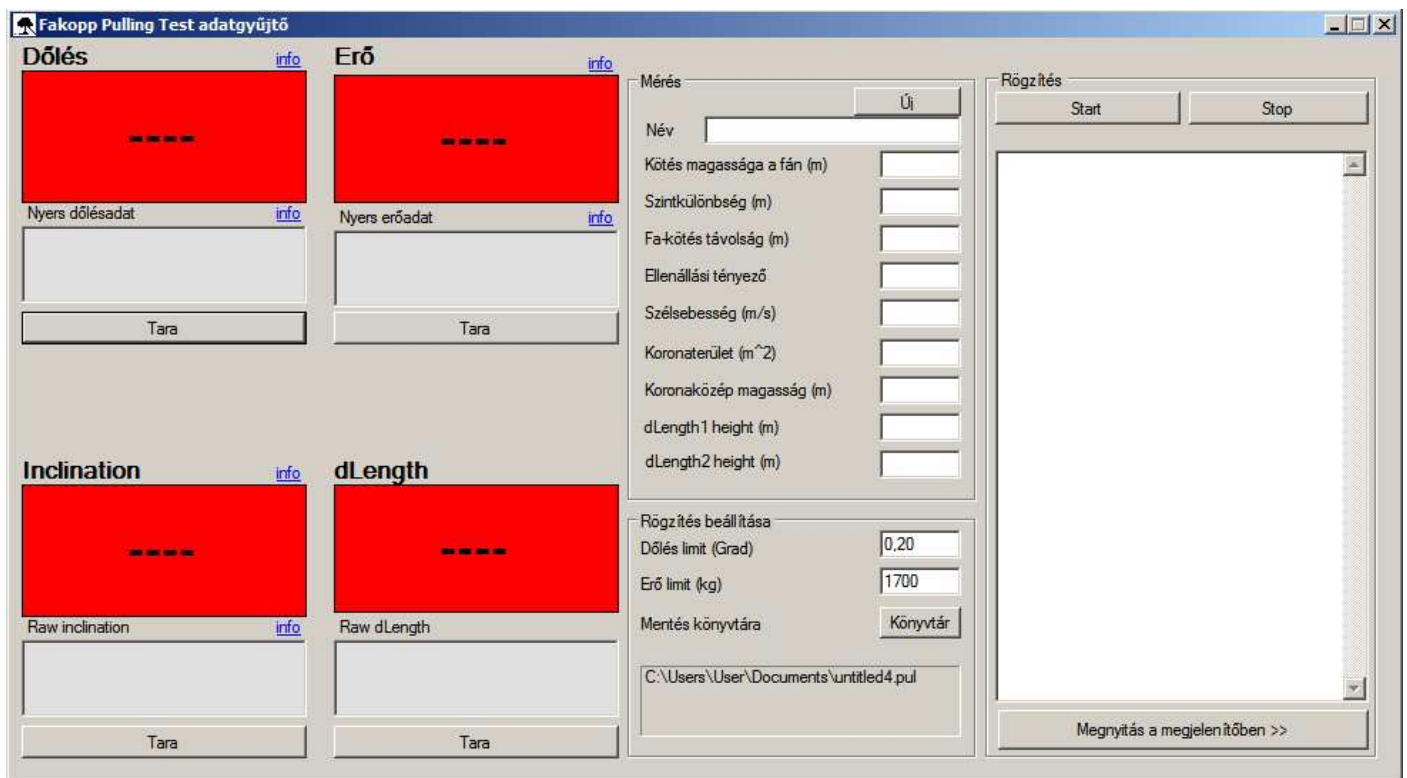 Fakopp Pulling Test adatgyűjtő
Dőlés
info
----
Nyers dőlésadat
info
Tara
Erő
info
----
Nyers erőadat
info
Tara
Inclination
info
----
Raw inclination
info
Tara
dLength
----
Raw dLength
Tara
Mérés
Új
Név
Kötés magassága a fán (m)
Szintkülönbség (m)
Fa-kötés távolság (m)
Ellenállási tényező
Szélsebesség (m/s)
Koronaterület (m^2)
Koronaközép magasság (m)
dLength1 height (m)
dLength2 height (m)
Rögzítés beállítása
Dőlés limit (Grad)
0,20
Erő limit (kg)
1700
Mentés könyvtára
Könyvtár
C:\Users\User\Documents\untitled4.pul
Rögzítés
Start
Stop
Megnyitás a megjelenítőben >>